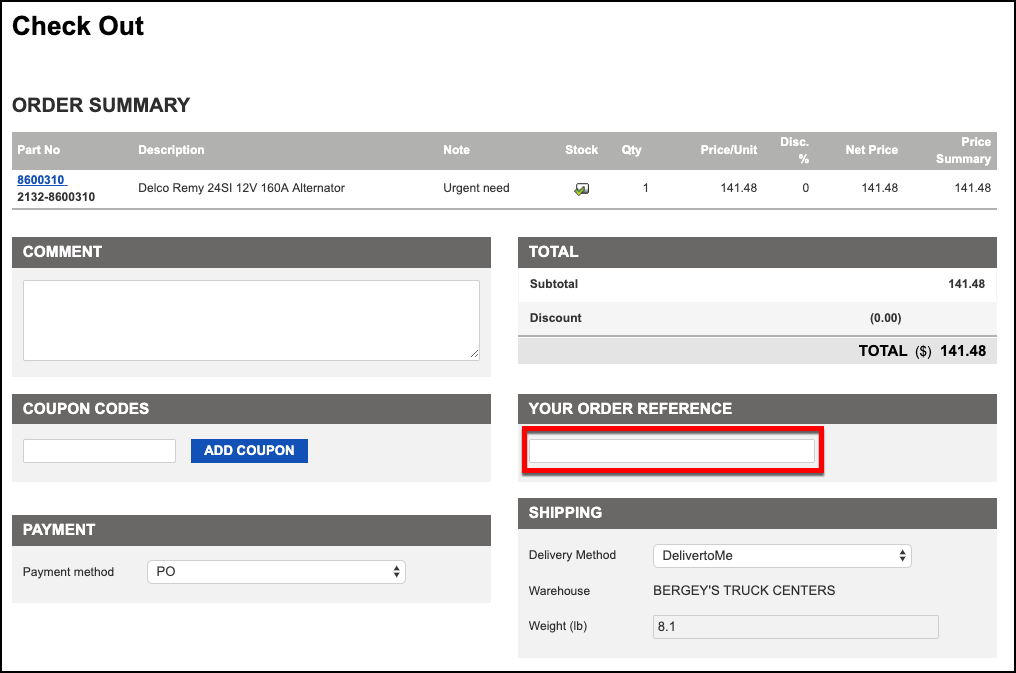 Check Out
ORDER SUMMARY
Part No Description Note Stock Qty Price/Unit Disc. % Net Price Price Summary
8600310
2132-8600310 Delco Remy 24SI 12V 160A Alternator Urgent need 1 141.48 0 141.48 141.48
COMMENT
TOTAL
Subtotal 141.48
Discount (0.00)
TOTAL ($) 141.48
COUPON CODES
ADD COUPON
YOUR ORDER REFERENCE
PAYMENT
Payment method PO
SHIPPING
Delivery Method DelivertoMe
Warehouse BERGEY'S TRUCK CENTERS
Weight (lb) 8.1